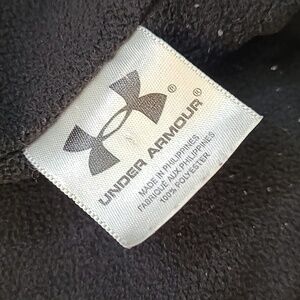 ®
UNDER ARMOUR®
MADE IN PHILIPPINES
FABRIQUÉ AUX PHILIPPINES
100% POLYESTER